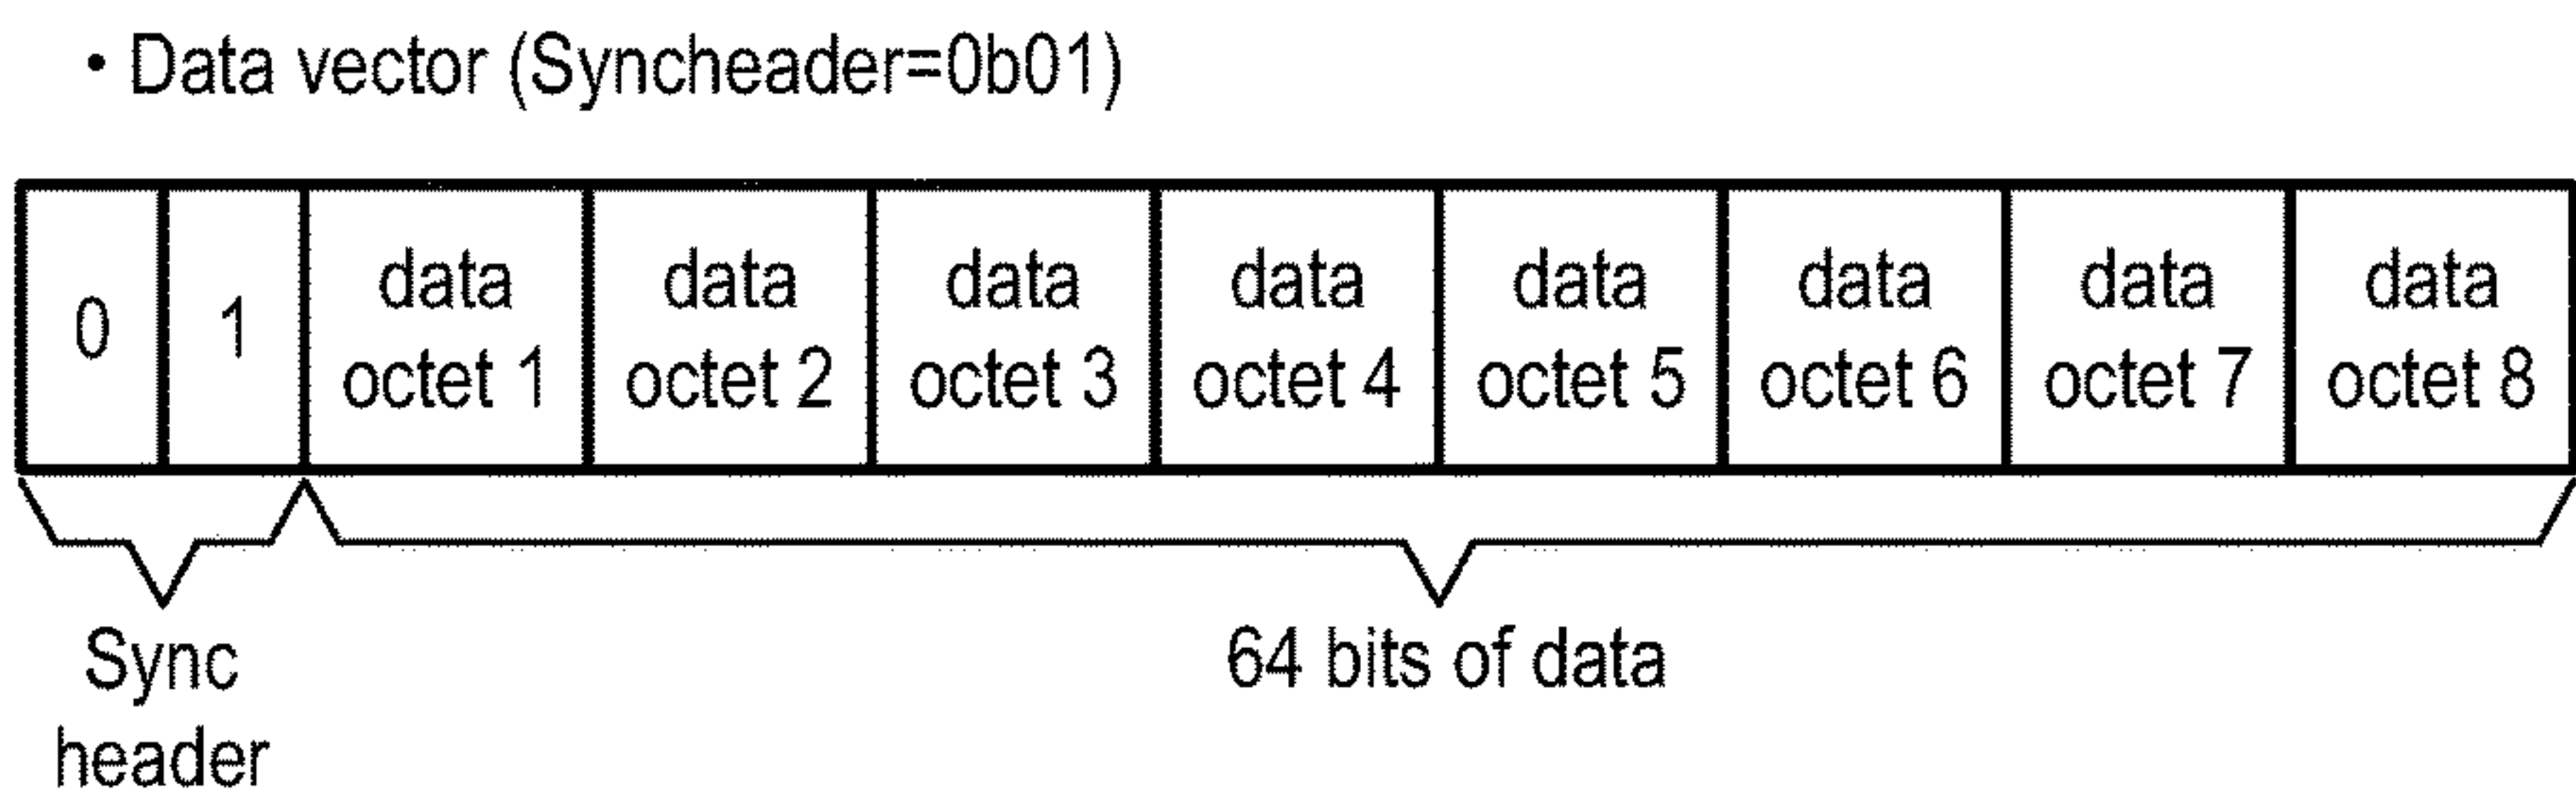 • Data vector (Syncheader=0b01)
0 1 data octet 1 data octet 2 data octet 3 data octet 4 data octet 5 data octet 6 data octet 7 data octet 8
Sync header
64 bits of data